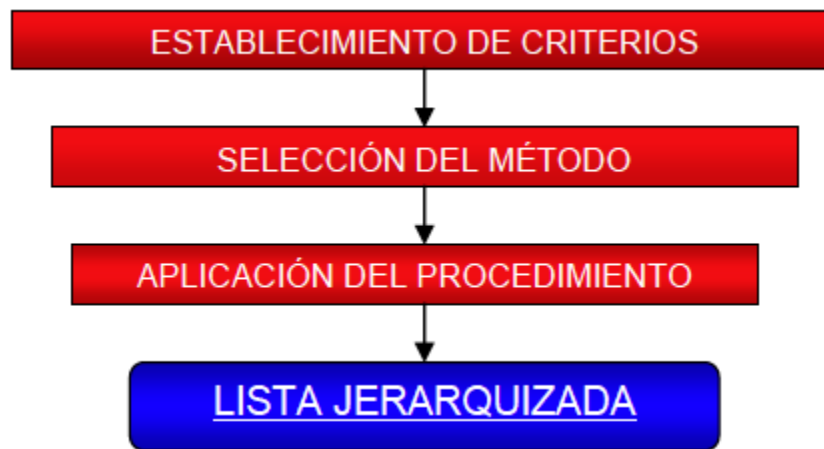 ESTABLECIMIENTO DE CRITERIOS
SELECCIÓN DEL MÉTODO
APLICACIÓN DEL PROCEDIMIENTO
LISTA JERARQUIZADA